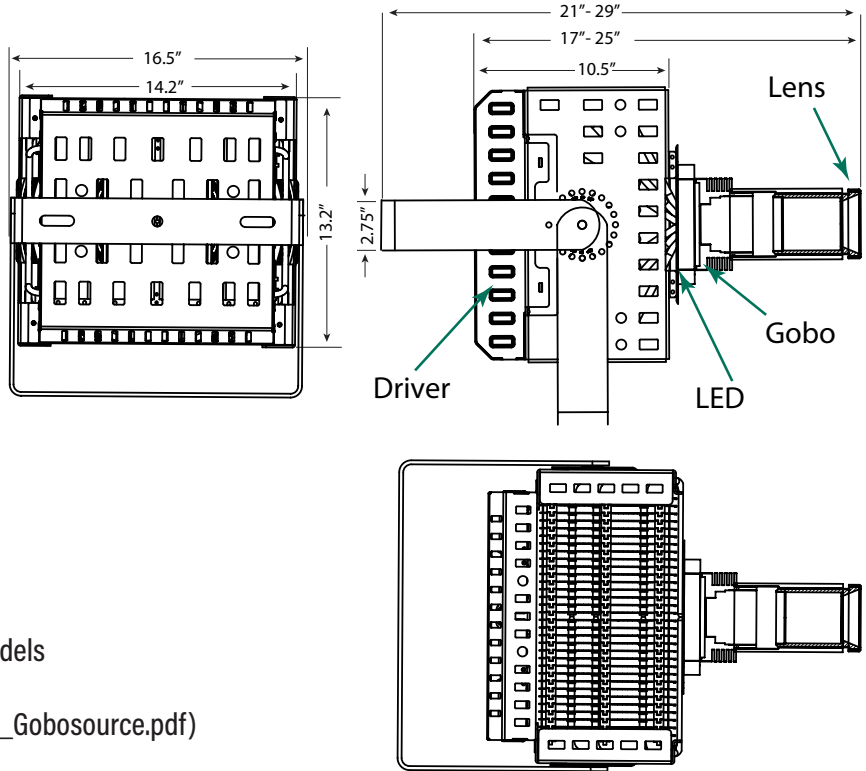 16.5”
14.2”
13.2”
21”- 29”
17”- 25”
10.5”
2.75”
Lens
Gobo
LED
Driver
dels
_Gobosource.pdf)